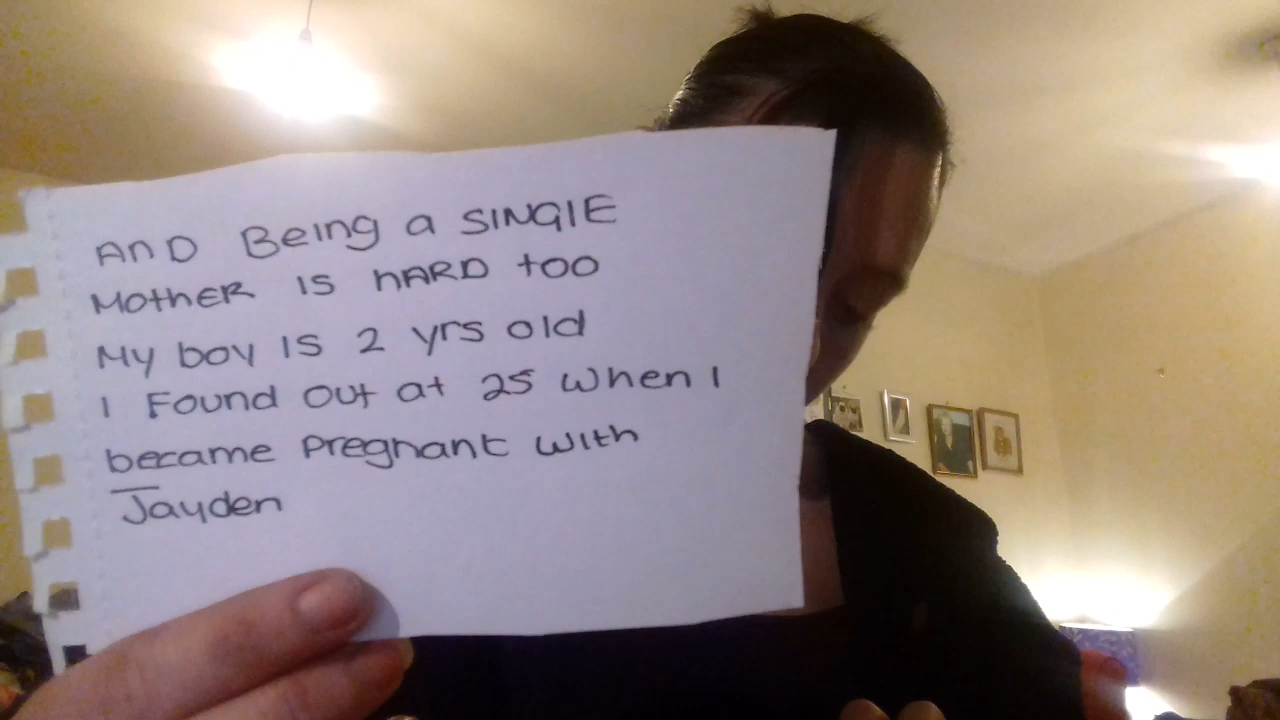 AnD Being a SINGlE
MothER IS hARD too
My boy IS 2 yrs old
I Found Out at 25 When I
became Pregnant With
Jayden